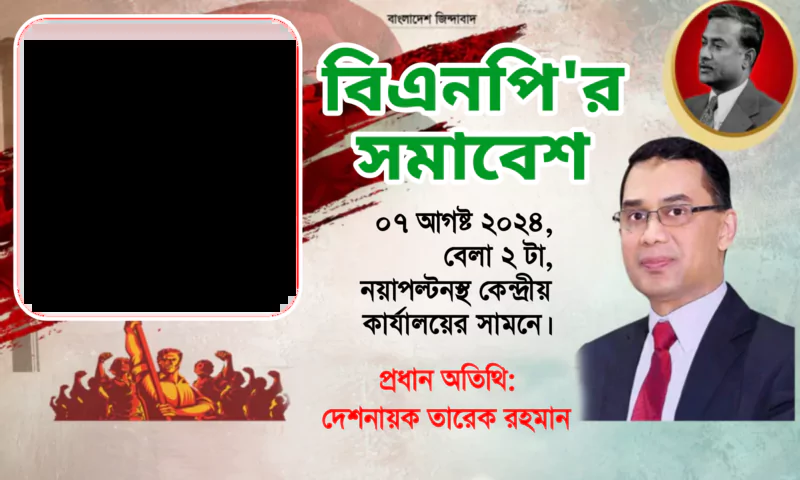 বাংলাদেশ জিন্দাবাদ
বিএনপি'র
সমাবেশ
০৭ আগষ্ট ২০২৪,
বেলা ২ টা,
নয়াপল্টনস্থ কেন্দ্রীয়
কার্যালয়ের সামনে।
প্রধান অতিথি:
দেশনায়ক তারেক রহমান